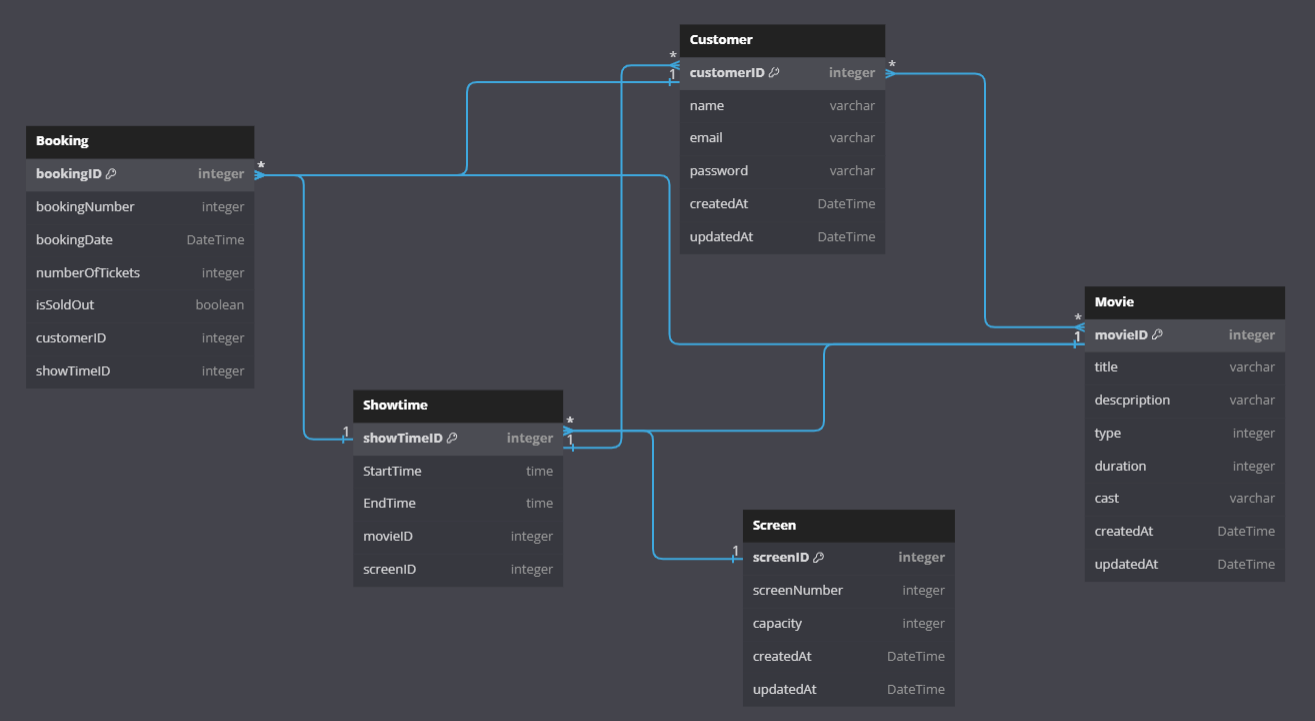 Customer
*
customerID integer *
1
name varchar
email varchar
password varchar
createdAt DateTime
updatedAt DateTime
Booking
bookingID integer *
bookingNumber integer
bookingDate DateTime
numberOfTickets integer
isSoldOut boolean
customerID integer
showTimeID integer
Movie
*
movieID integer
1
title varchar
descpription varchar
type integer
duration integer
cast varchar
createdAt DateTime
updatedAt DateTime
Showtime
*
1 showTimeID integer 1
StartTime time
EndTime time
movieID integer
screenID integer
Screen
1 screenID integer
screenNumber integer
capacity integer
createdAt DateTime
updatedAt DateTime